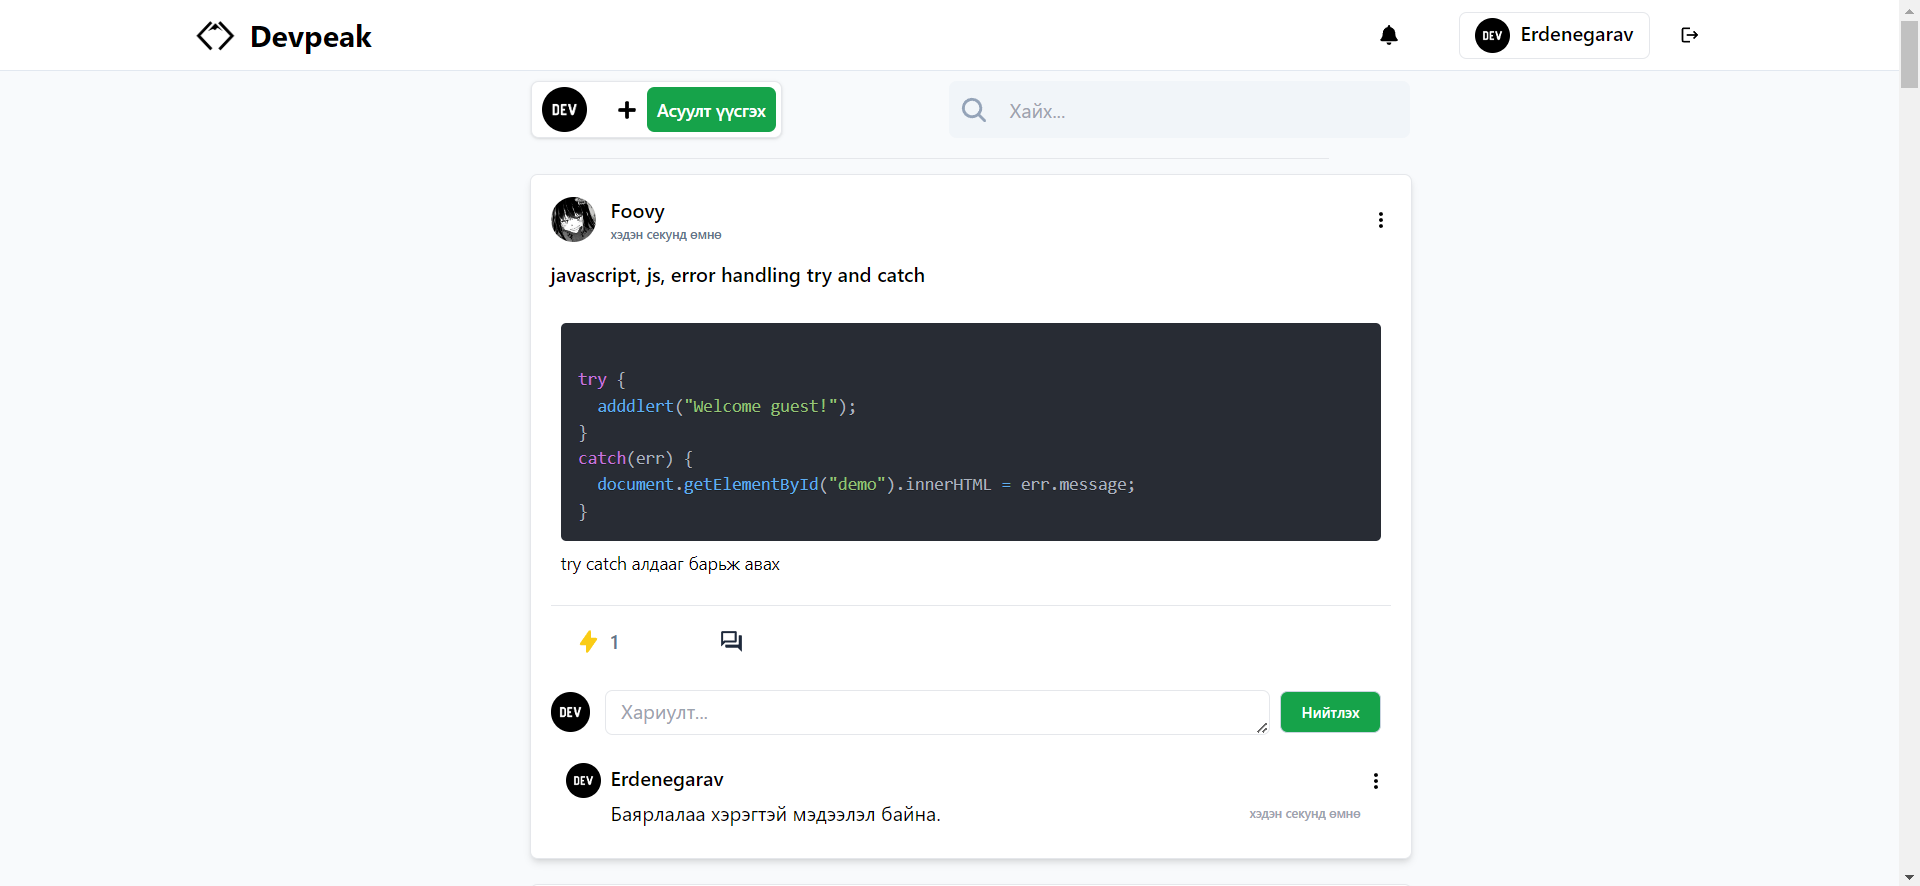 Devpeak
DEV Erdenegarav
DEV + Асуулт үүсгэх
Хайх...
Foovy
хэдэн секунд өмнө
javascript, js, error handling try and catch
try {
  adddlert("Welcome guest!");
}
catch(err) {
  document.getElementById("demo").innerHTML = err.message;
}
try catch алдааг барьж авах
1
DEV Хариулт... Нийтлэх
DEV Erdenegarav
Баярлалаа хэрэгтэй мэдээлэл байна. хэдэн секунд өмнө